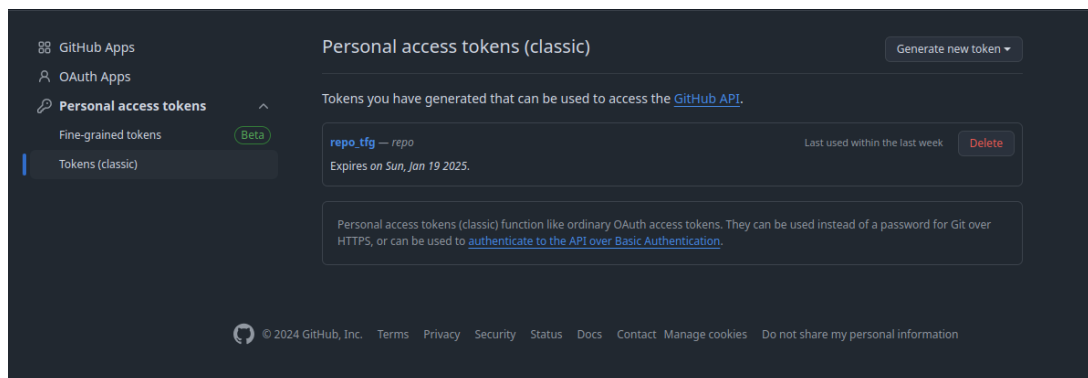 GitHub Apps
OAuth Apps
Personal access tokens
Fine-grained tokens Beta
Tokens (classic)
Personal access tokens (classic)
Generate new token
Tokens you have generated that can be used to access the GitHub API.
repo_tfg — repo
Last used within the last week
Delete
Expires on Sun, Jan 19 2025.
Personal access tokens (classic) function like ordinary OAuth access tokens. They can be used instead of a password for Git over
HTTPS, or can be used to authenticate to the API over Basic Authentication.
© 2024 GitHub, Inc. Terms Privacy Security Status Docs Contact Manage cookies Do not share my personal information